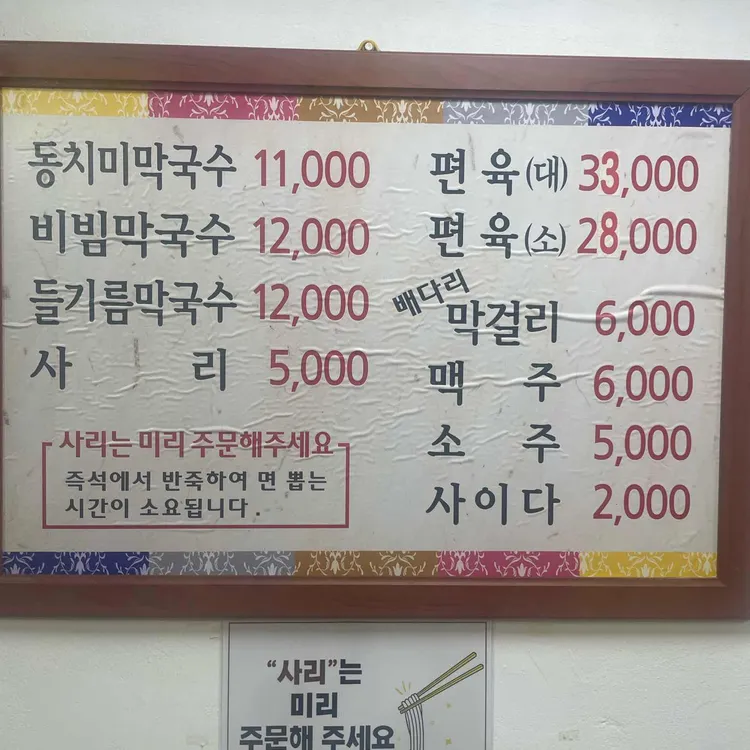 동치미막국수 11,000
비빔막국수 12,000
들기름막국수 12,000
사 리 5,000
사리는 미리 주문해주세요
즉석에서 반죽하여 면 뽑는
시간이 소요됩니다.
편 육(대) 33,000
편 육(소) 28,000
배다리
막걸리 6,000
맥 주 6,000
소 주 5,000
사이다 2,000
“사리”는
미리
주문해 주세요